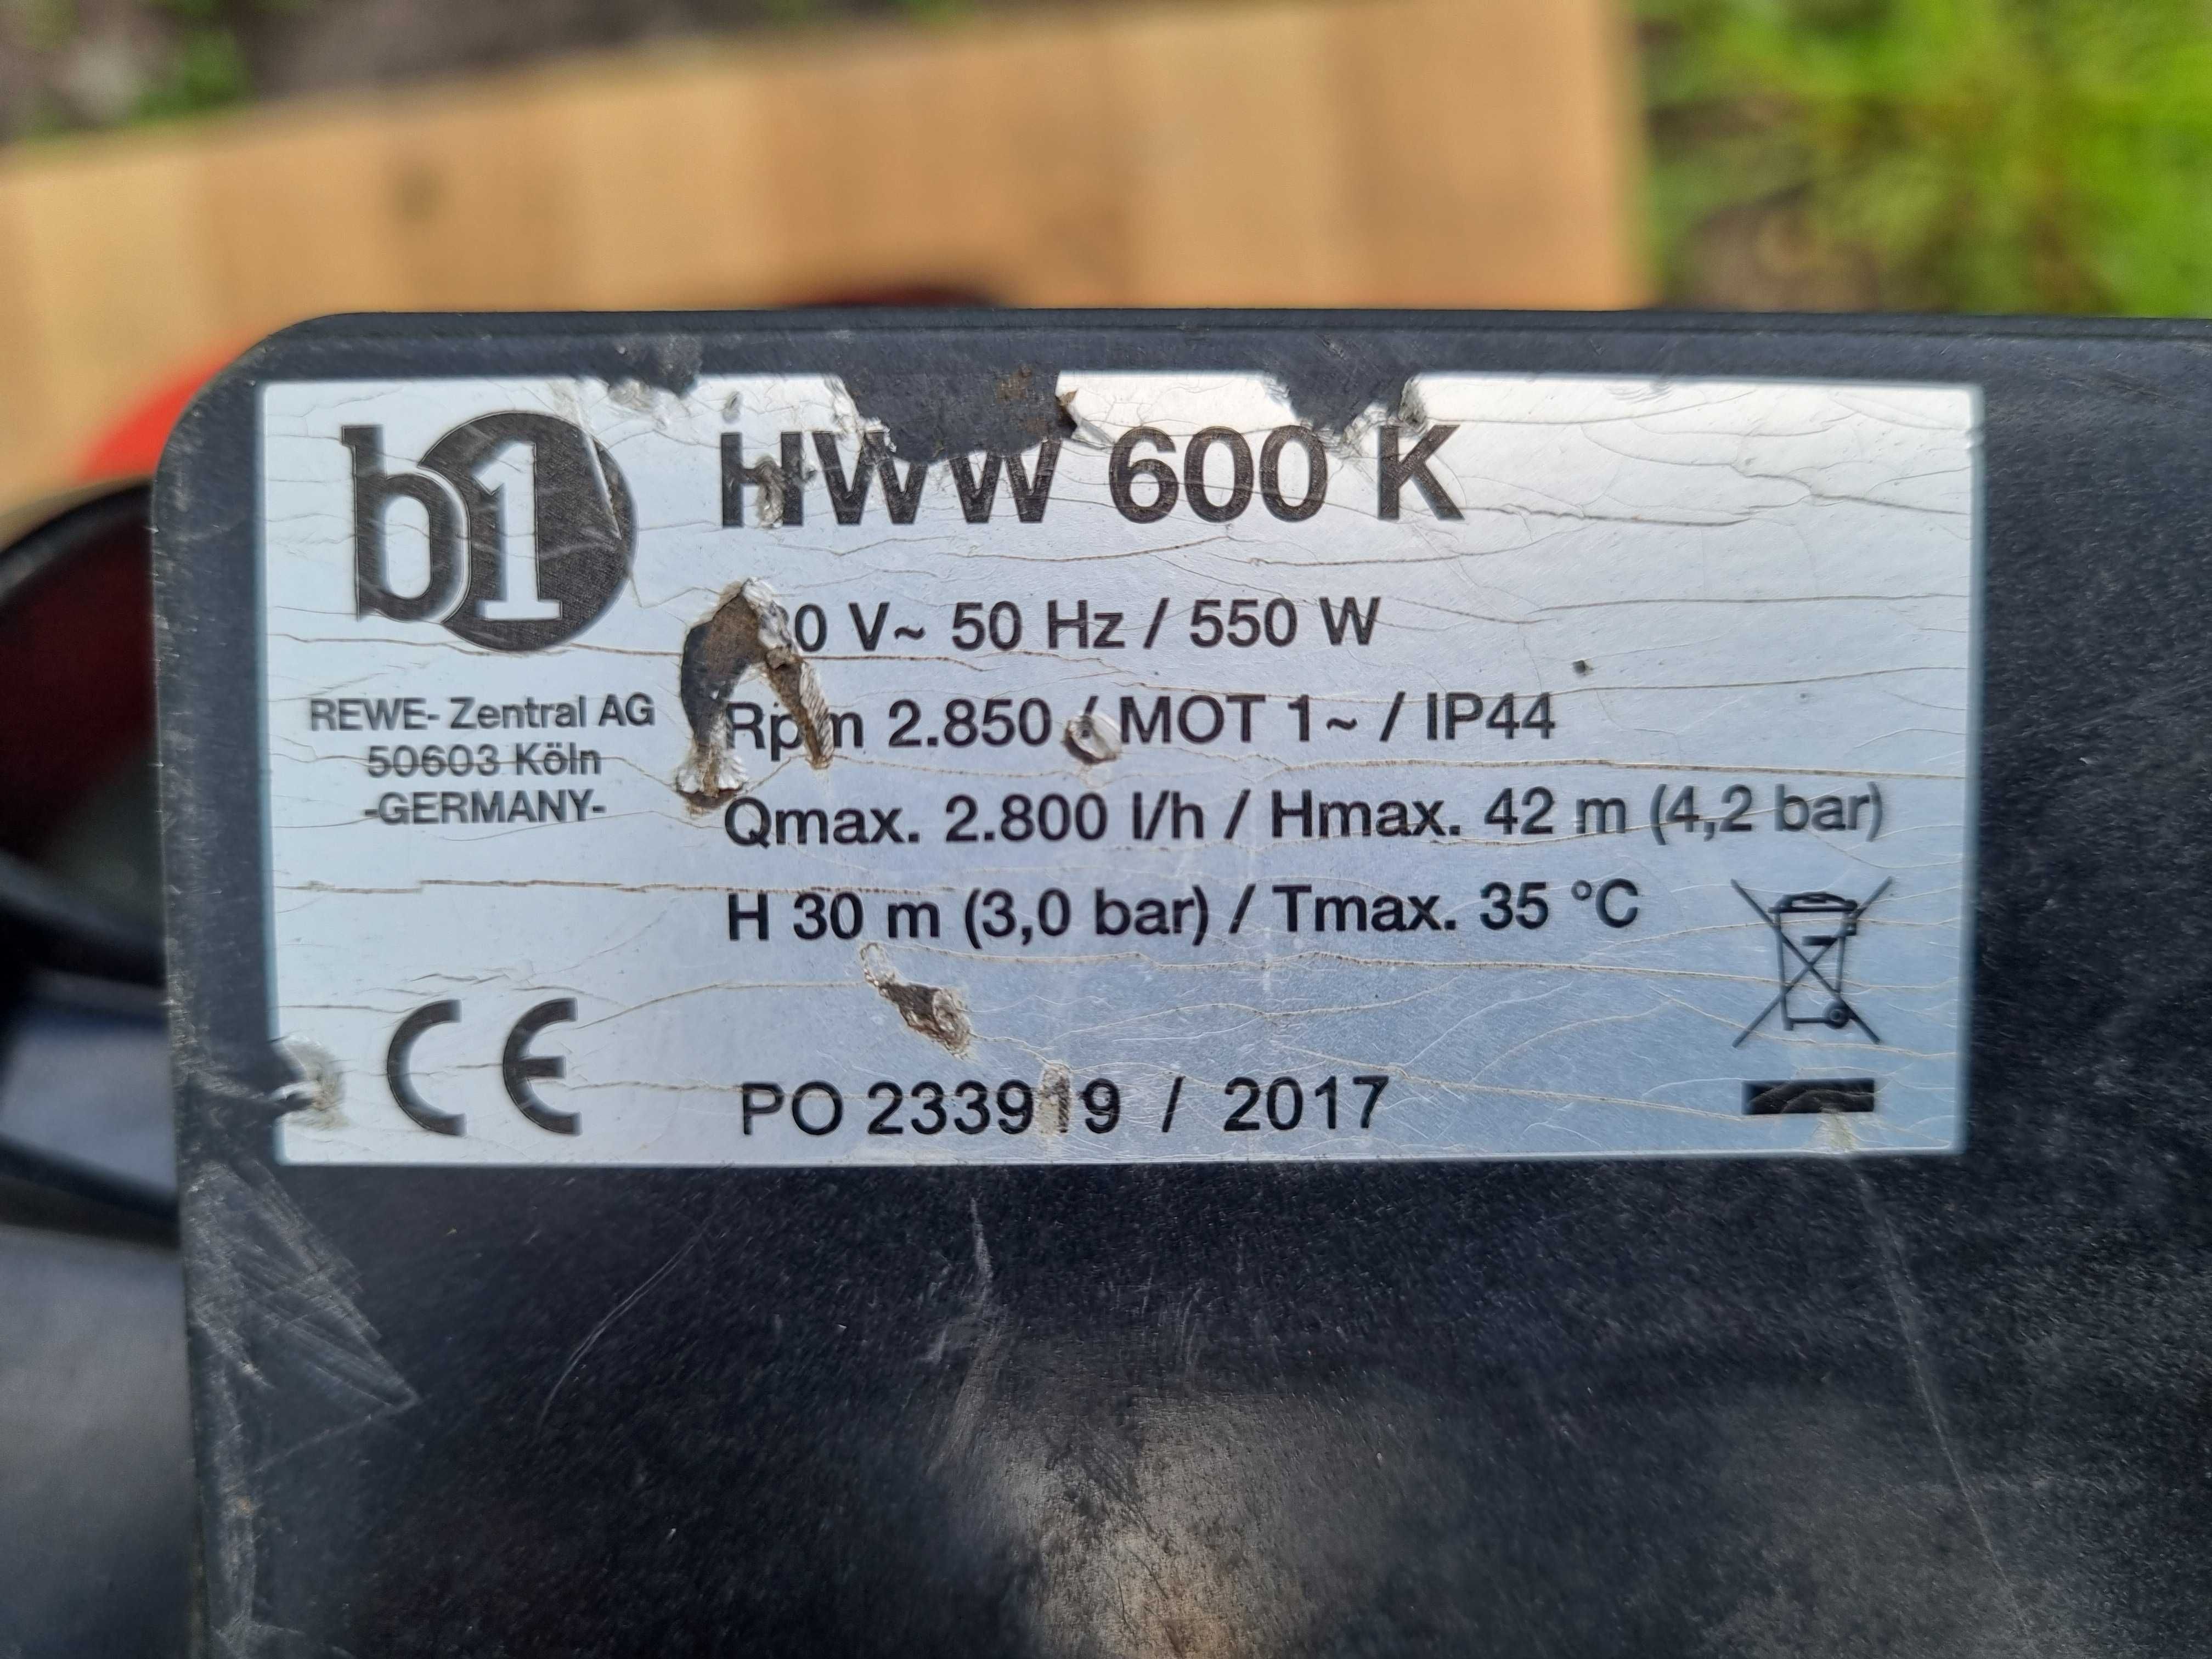 b1
HWW 600 K
0 V~ 50 Hz / 550 W
Rpm 2.850 / MOT 1~ / IP44
Qmax. 2.800 l/h / Hmax. 42 m (4,2 bar)
H 30 m (3,0 bar) / Tmax. 35 °C
REWE- Zentral AG
50603 Köln
-GERMANY-
CE
PO 233919 / 2017